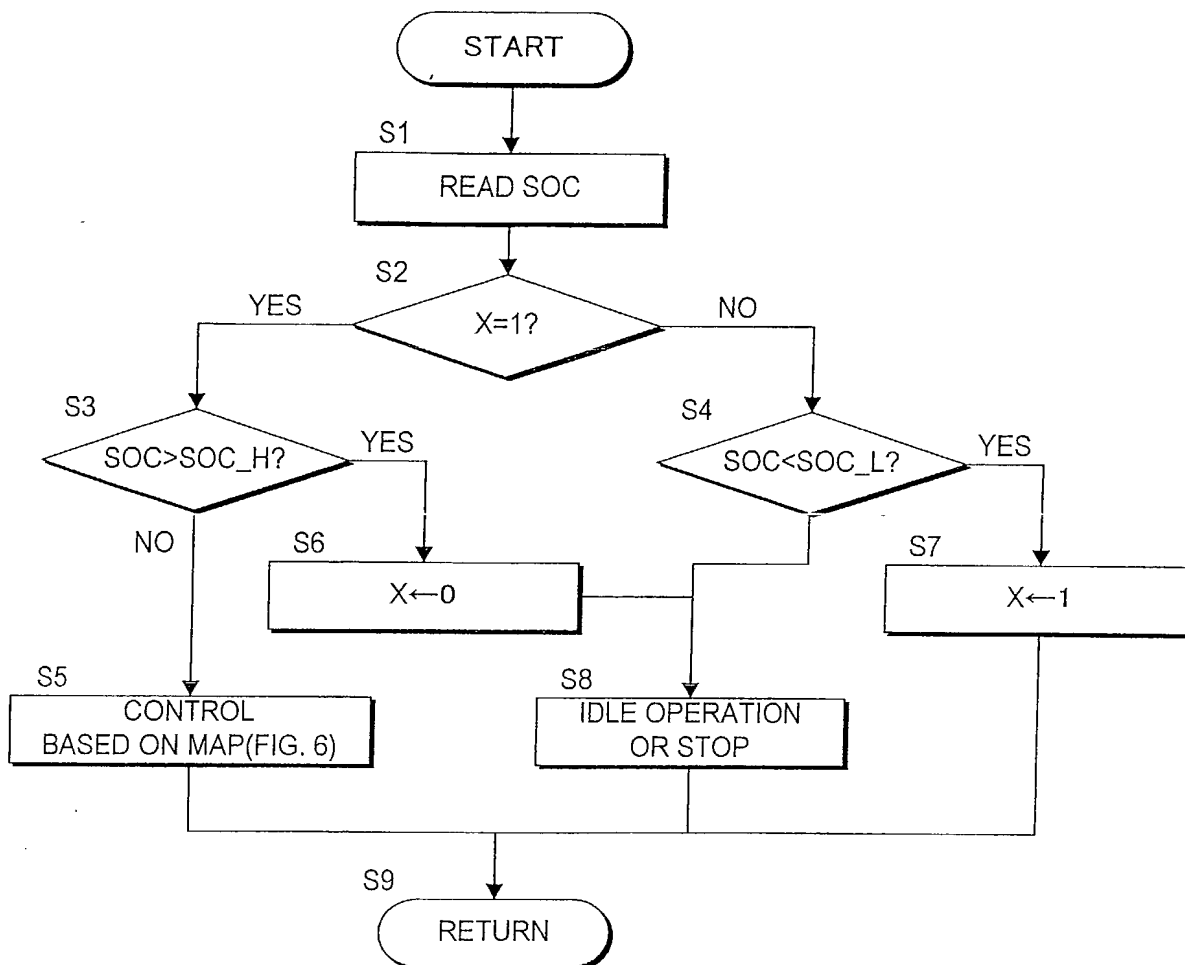 START
S1
READ SOC
S2
YES
X=1?
NO
S3
SOC>SOC_H?
YES
S4
SOC<SOC_L?
YES
NO
S6
X←0
S7
X←1
S5
CONTROL
BASED ON MAP(FIG. 6)
S8
IDLE OPERATION
OR STOP
S9
RETURN